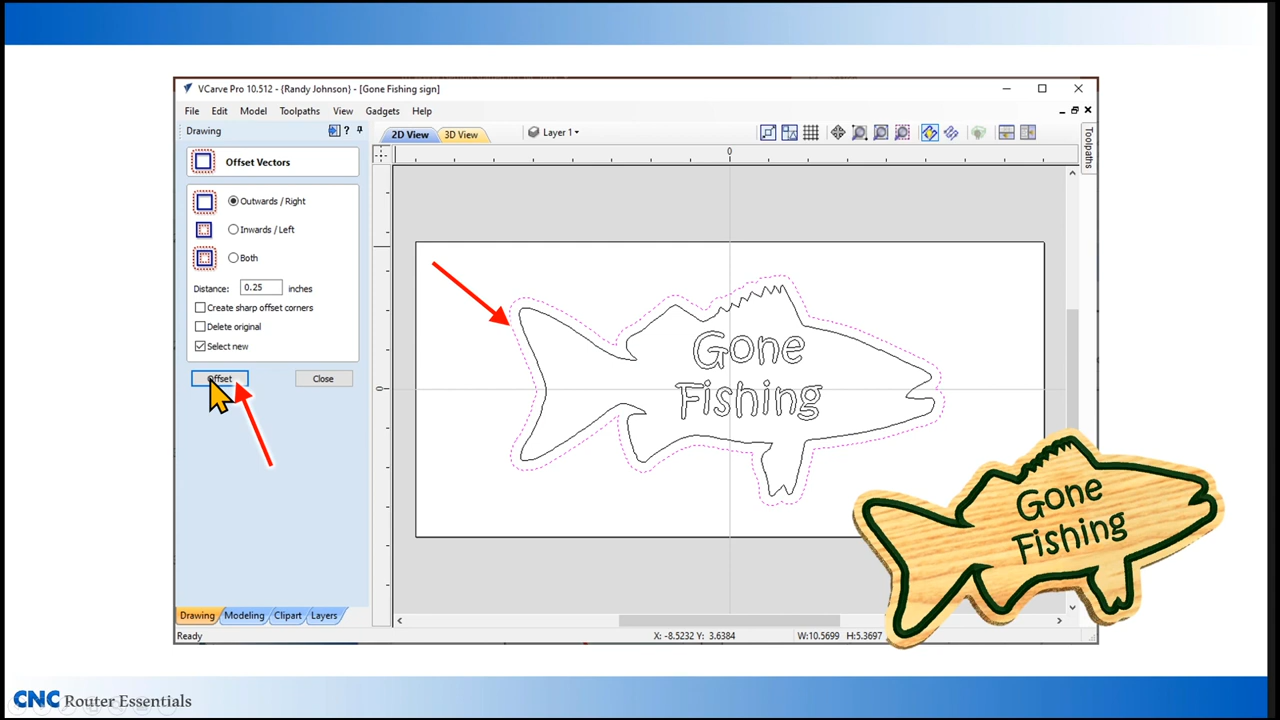 VCarve Pro 10.512 - {Randy Johnson} - [Gone Fishing sign]
File Edit Model Toolpaths View Gadgets Help
Drawing
2D View 3D View Layer 1
Toolpaths
Offset Vectors
0
Outwards / Right
Inwards / Left
Both
Distance: 0.25 inches
Create sharp offset corners
Delete original
Select new
Offset Close
0
Gone
Fishing
Gone
Fishing
Drawing Modeling Clipart Layers
Ready X: -8.5232 Y: 3.6384 W:10.5699 H:5.3697
CNC Router Essentials